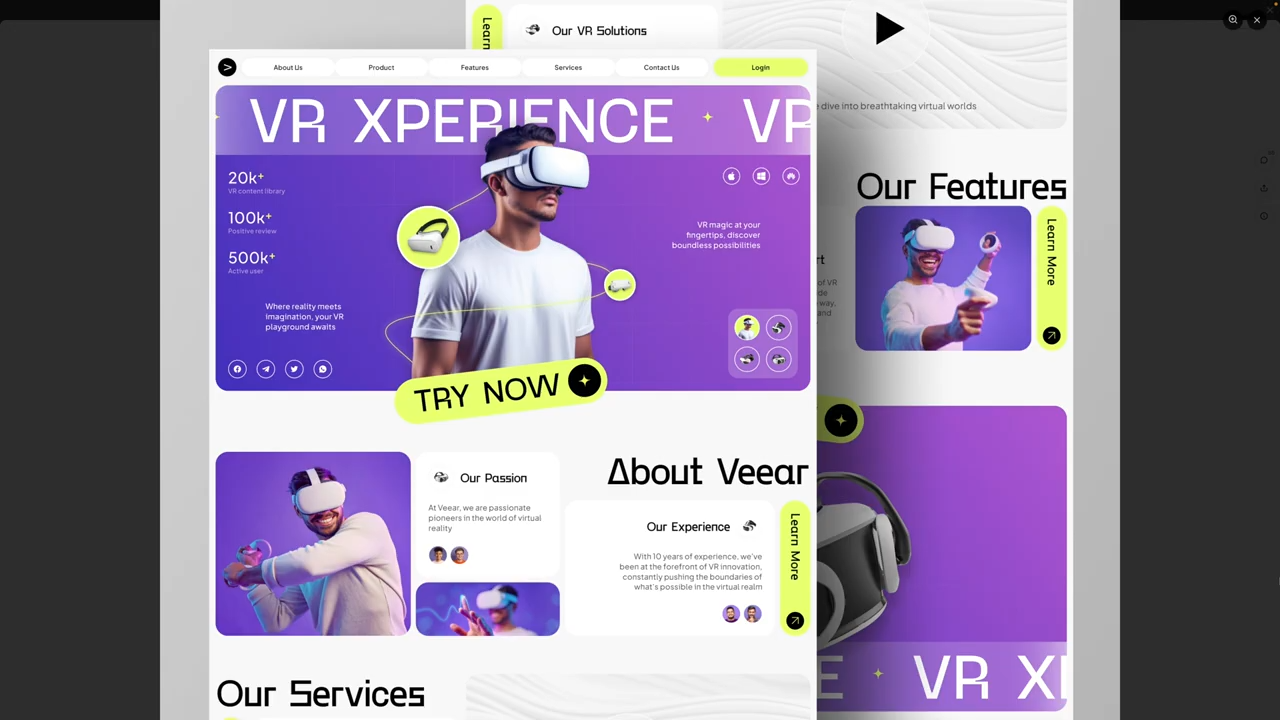 Learn
Our VR Solutions
About Us
Product
Features
Services
Contact Us
Login
VR XPERIENCE
VR
20k+
VR content library
100k+
Positive review
500k+
Active user
VR magic at your
fingertips, discover
boundless possibilities
Where reality meets
imagination, your VR
playground awaits
TRY NOW
dive into breathtaking virtual worlds
Our Features
Learn More
of VR
way,
and
Our Passion
At Veear, we are passionate
pioneers in the world of virtual
reality
About Veear
Our Experience
With 10 years of experience, we've
been at the forefront of VR innovation,
constantly pushing the boundaries of
what's possible in the virtual realm
Learn More
Our Services
VR X